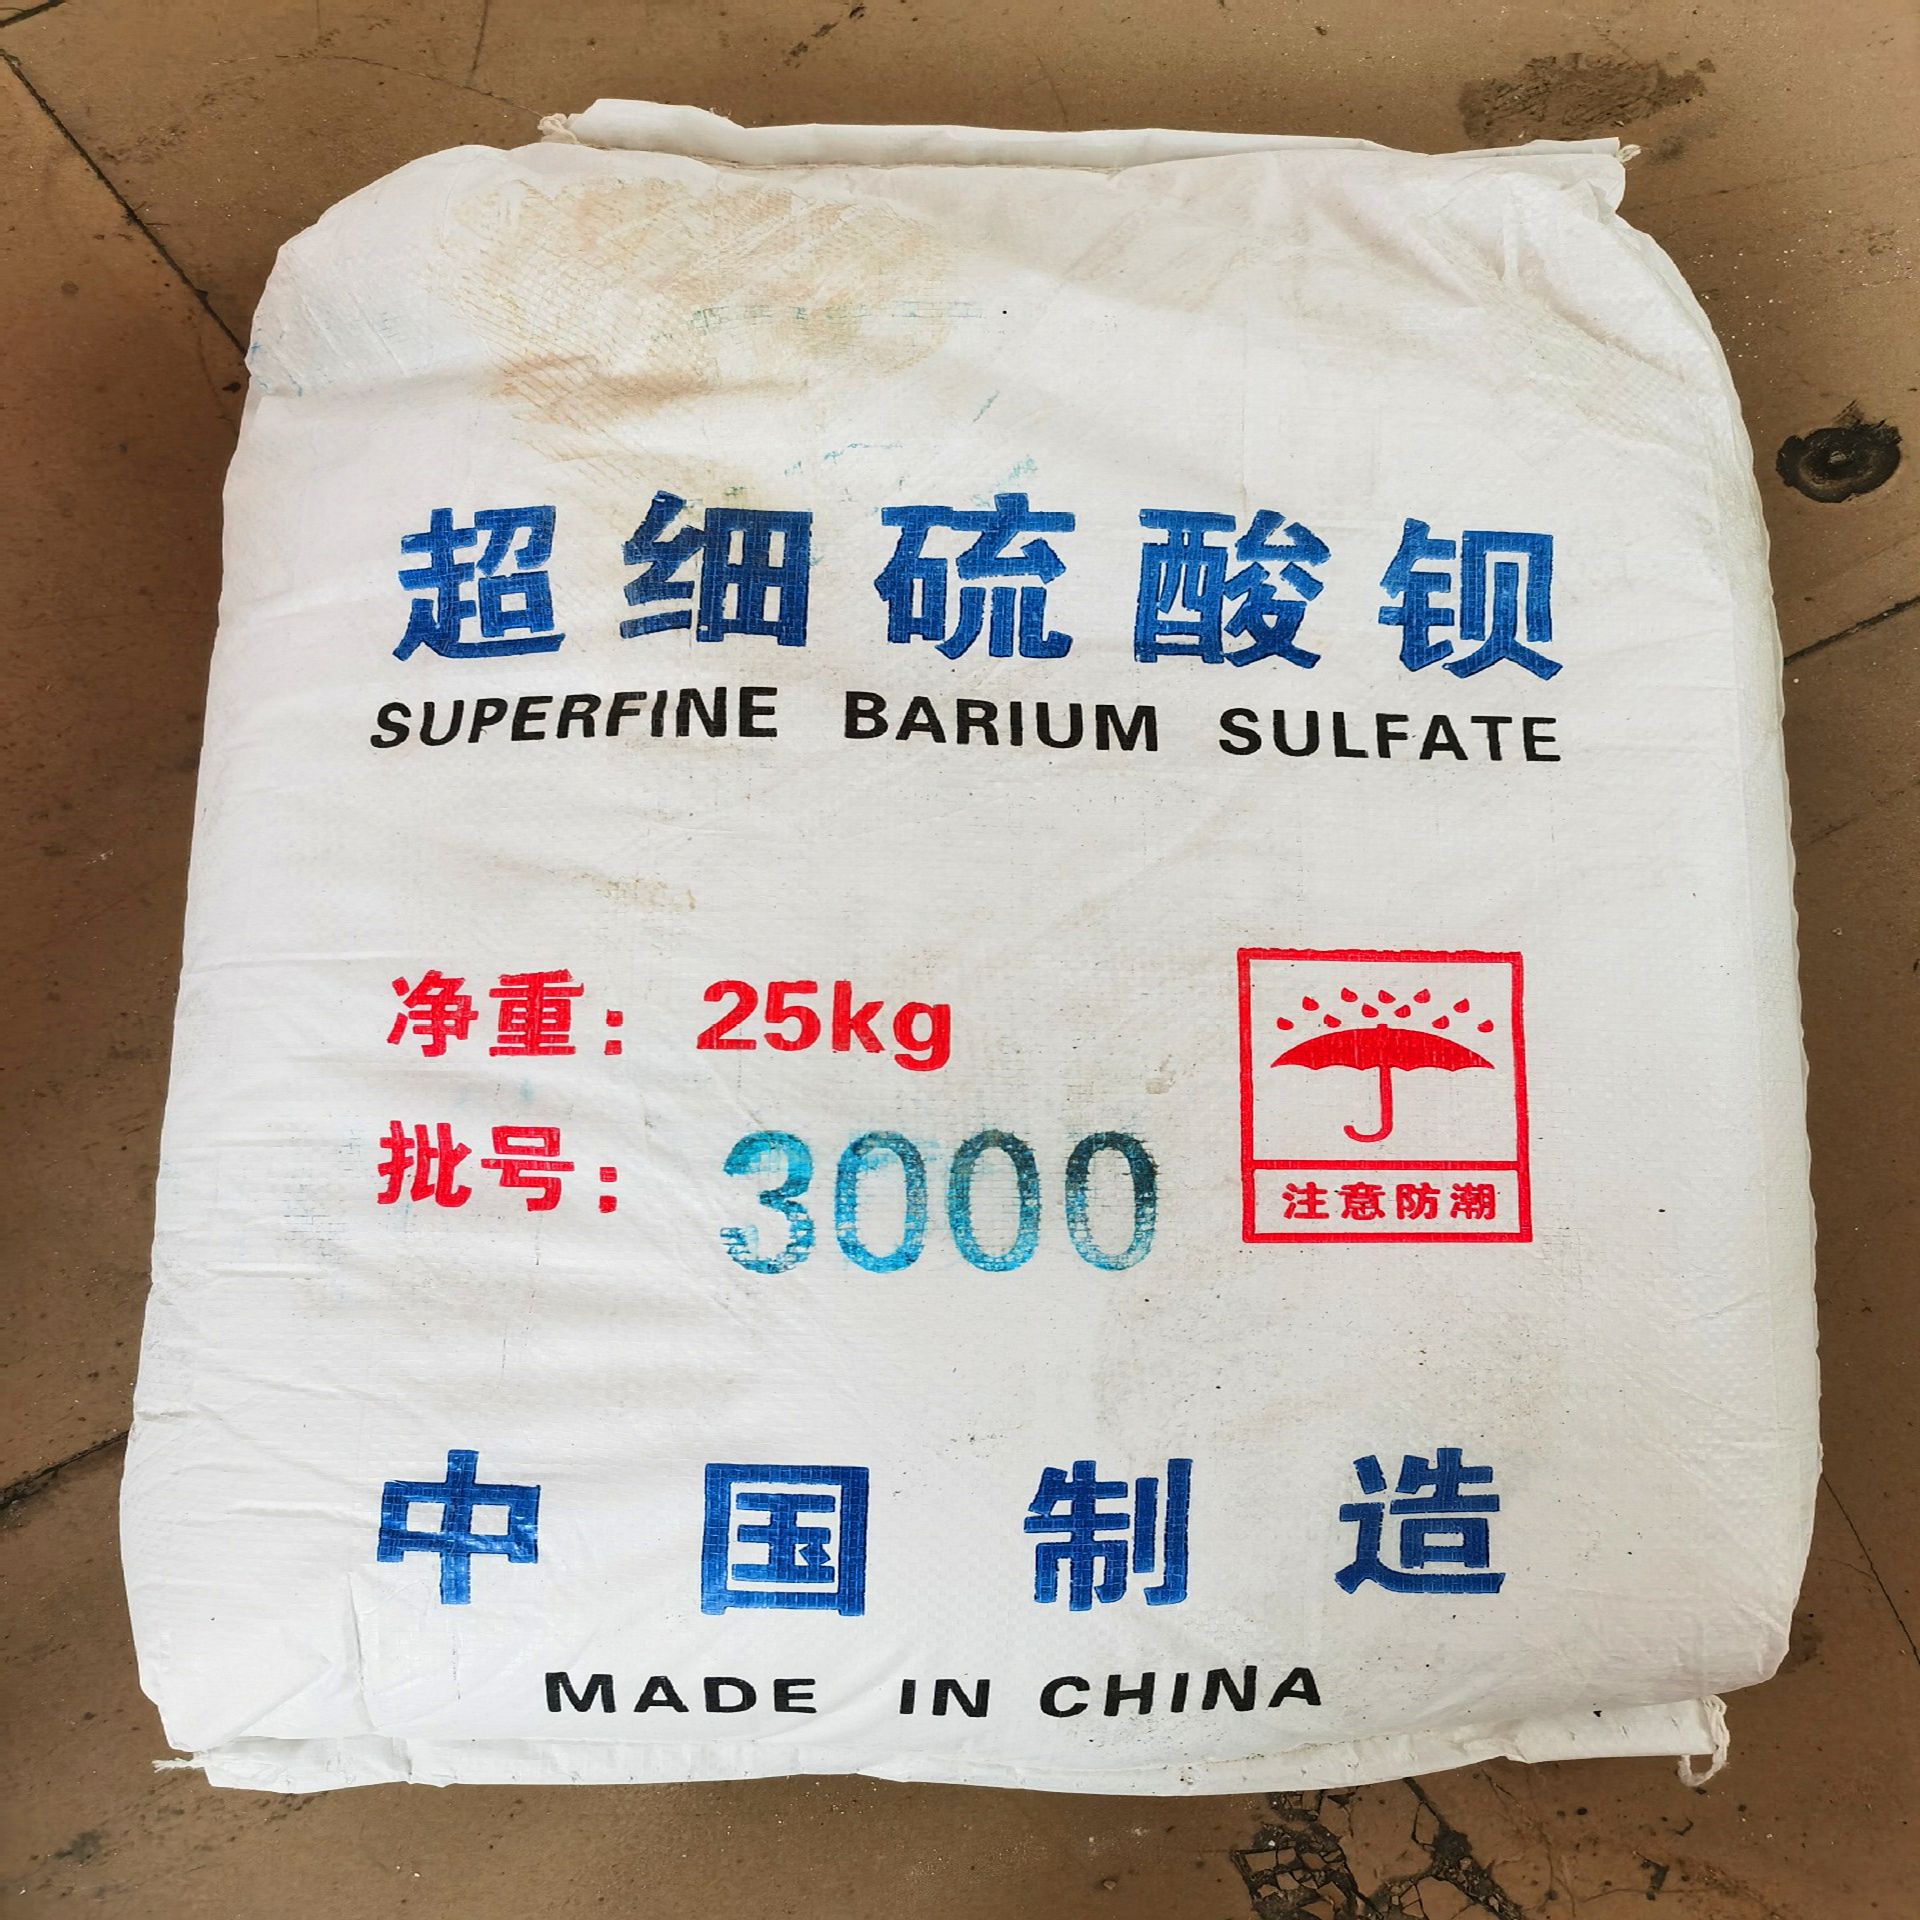 超细硫酸钡
SUPERFINE BARIUM SULFATE
净重：25kg
批号：3000
注意防潮
中国制造
MADE IN CHINA